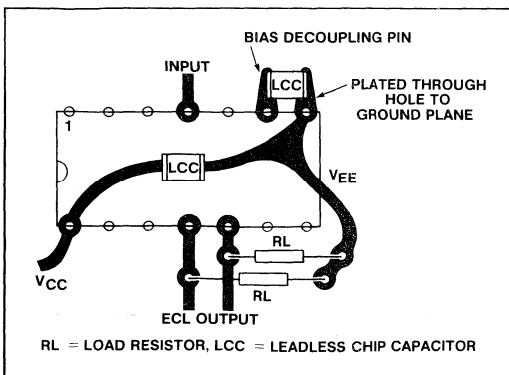 BIAS DECOUPLING PIN
INPUT
LCC
PLATED THROUGH
HOLE TO
GROUND PLANE
1
LCC
VEE
RL
VCC
RL
ECL OUTPUT
RL = LOAD RESISTOR, LCC = LEADLESS CHIP CAPACITOR